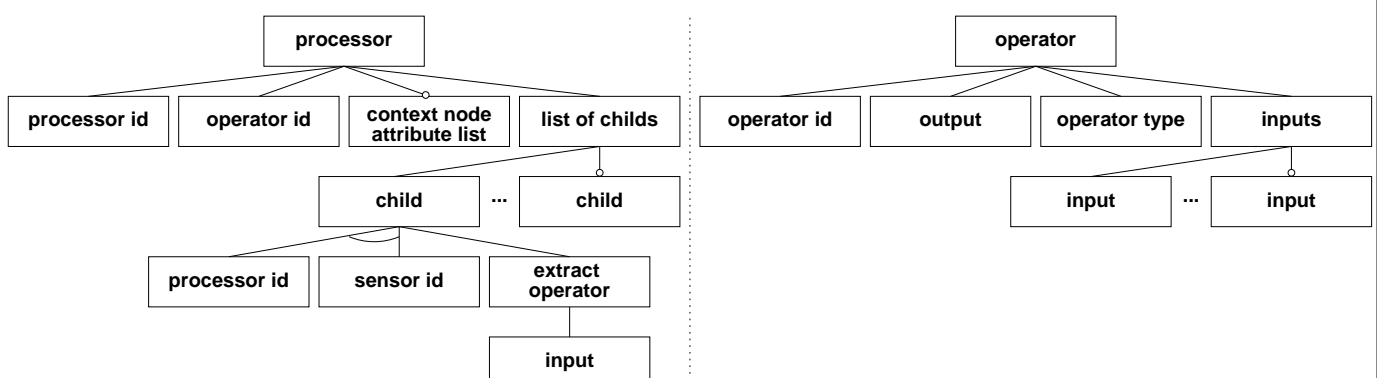 processor
processor id
operator id
context node
attribute list
list of childs
child
...
child
processor id
sensor id
extract
operator
input
operator
operator id
output
operator type
inputs
input
...
input